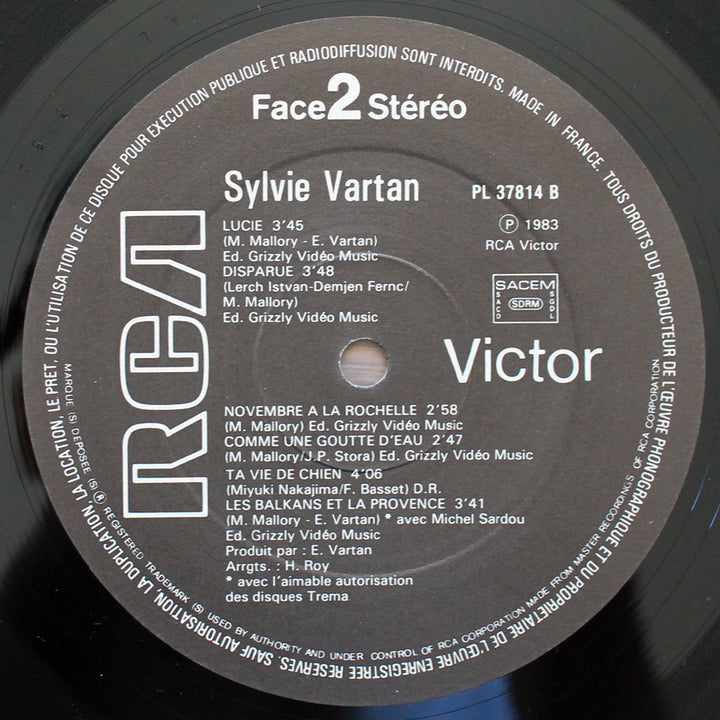 OU L'UTILISATION DE CE DISQUE POUR EXECUTION PUBLIQUE ET RADIODIFFUSION SONT INTERDITS. MADE IN FRANCE. TOUS DROITS DU PRODUCTEUR DE L'ŒUVRE PHONOGRAPHIQUE ET DU PROPRIETAIRE DE L'ŒUVRE ENREGISTREE RESERVES. SAUF AUTORISATION, LA DUPLICATION, LA LOCATION, LE PRET,
Face 2 Stéréo
Sylvie Vartan
PL 37814 B
LUCIE 3'45
(M. Mallory - E. Vartan)
Ed. Grizzly Vidéo Music
DISPARUE 3'48
(Lerch Istvan-Demjen Fernc/
M. Mallory)
Ed. Grizzly Vidéo Music
Ⓟ 1983
RCA Victor
SACEM
SACD
SDRM
SGDL
RCA
Victor
NOVEMBRE A LA ROCHELLE 2'58
(M. Mallory) Ed. Grizzly Vidéo Music
COMME UNE GOUTTE D'EAU 2'47
(M. Mallory/J.P. Stora) Ed. Grizzly Vidéo Music
TA VIE DE CHIEN 4'06
(Miyuki Nakajima/F. Basset) D.R.
LES BALKANS ET LA PROVENCE 3'41
(M. Mallory - E. Vartan) * avec Michel Sardou
Ed. Grizzly Vidéo Music
Produit par : E. Vartan
Arrgts. : H. Roy
* avec l'aimable autorisation
des disques Trema
MARQUE (S) DEPOSEE (S) ® REGISTERED TRADEMARK (S) USED BY AUTHORITY AND UNDER CONTROL OF RCA CORPORATION MADE FROM MASTER RECORDINGS OF RCA CORPORATION